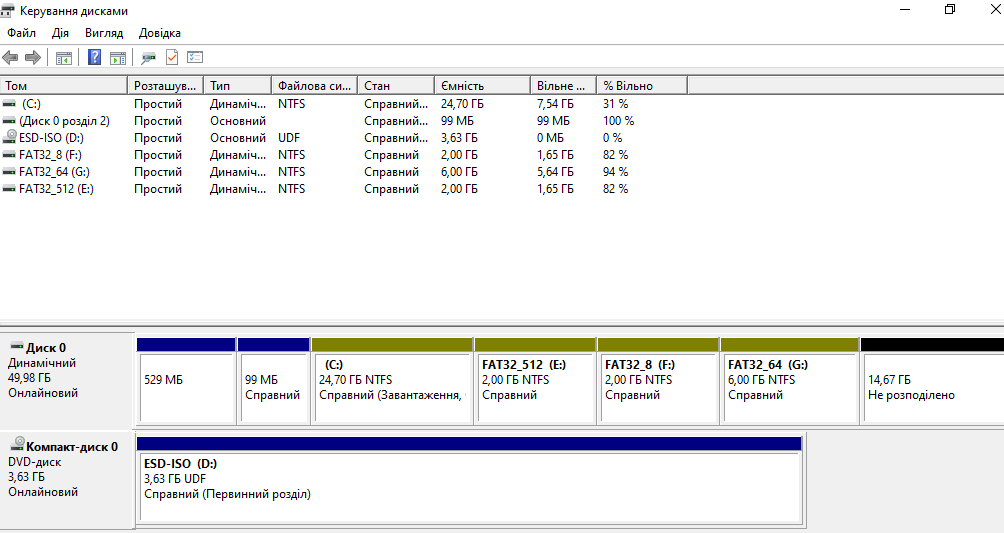 Керування дисками
Файл Дія Вигляд Довідка
Том Розташув... Тип Файлова си... Стан Ємність Вільне ... % Вільно
(C:) Простий Динаміч... NTFS Справний... 24,70 ГБ 7,54 ГБ 31 %
(Диск 0 розділ 2) Простий Основний Справний... 99 МБ 99 МБ 100 %
ESD-ISO (D:) Простий Основний UDF Справний... 3,63 ГБ 0 МБ 0 %
FAT32_8 (F:) Простий Динаміч... NTFS Справний 2,00 ГБ 1,65 ГБ 82 %
FAT32_64 (G:) Простий Динаміч... NTFS Справний 6,00 ГБ 5,64 ГБ 94 %
FAT32_512 (E:) Простий Динаміч... NTFS Справний 2,00 ГБ 1,65 ГБ 82 %
Диск 0
Динамічний
49,98 ГБ
Онлайновий
529 МБ
99 МБ
Справний
(C:)
24,70 ГБ NTFS
Справний (Завантаження,
FAT32_512 (E:)
2,00 ГБ NTFS
Справний
FAT32_8 (F:)
2,00 ГБ NTFS
Справний
FAT32_64 (G:)
6,00 ГБ NTFS
Справний
14,67 ГБ
Не розподілено
Компакт-диск 0
DVD-диск
3,63 ГБ
Онлайновий
ESD-ISO (D:)
3,63 ГБ UDF
Справний (Первинний розділ)